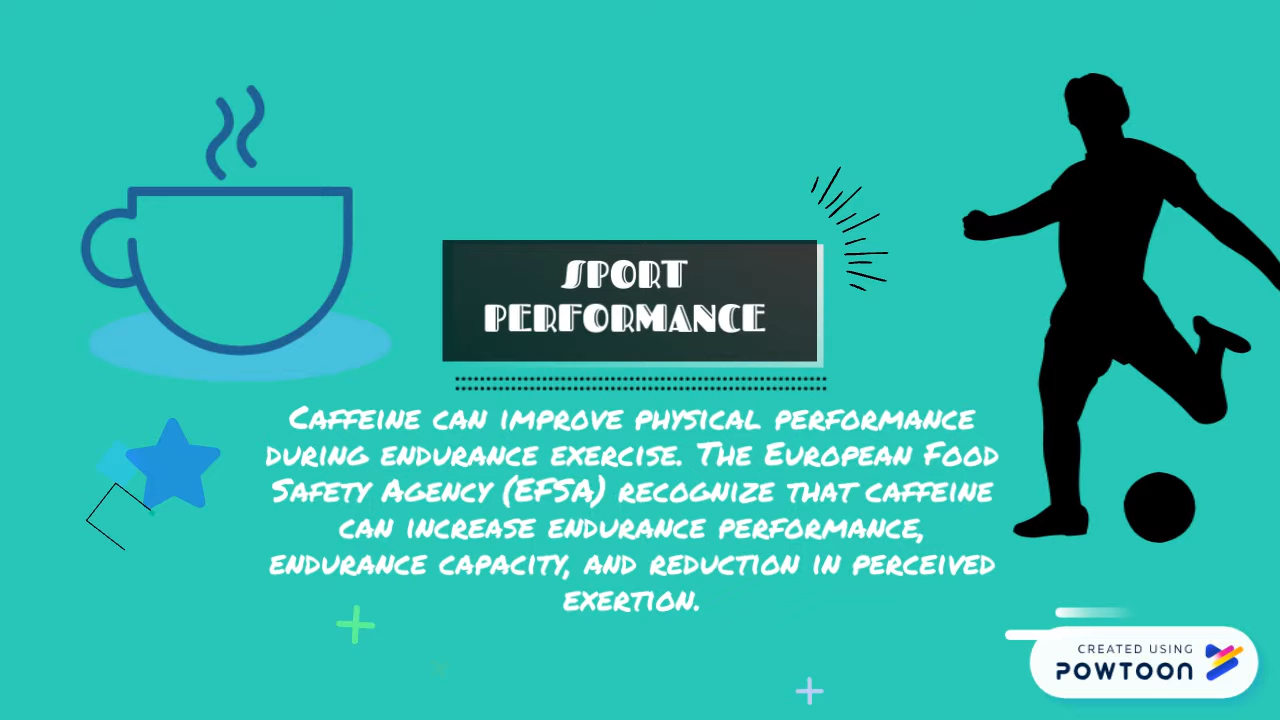 SPORT
PERFORMANCE
Caffeine can improve physical performance
during endurance exercise. The European Food
Safety Agency (EFSA) recognize that caffeine
can increase endurance performance,
endurance capacity, and reduction in perceived
exertion.
CREATED USING
POWTOON